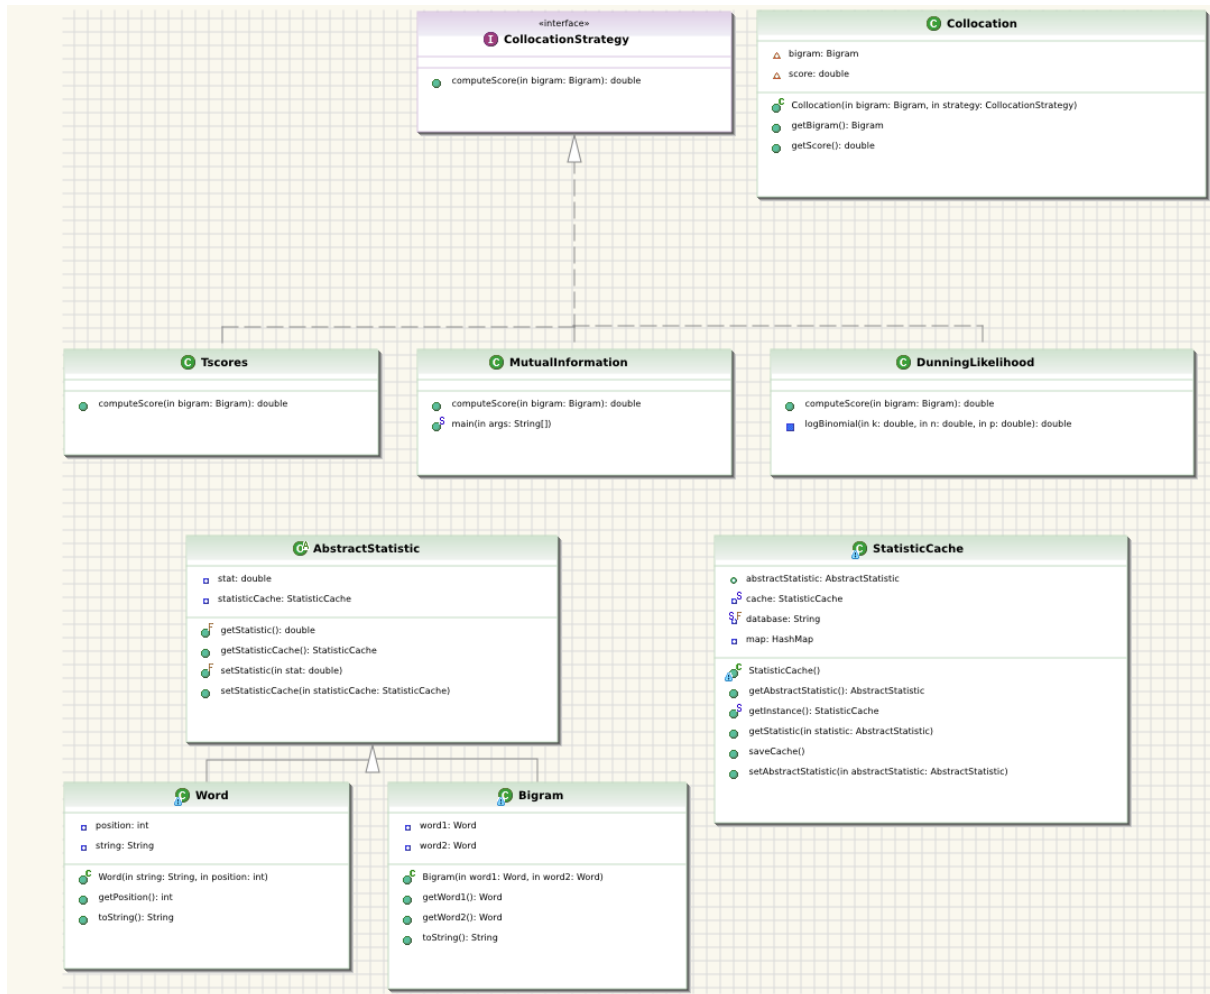 «interface»
CollocationStrategy
computeScore(in bigram: Bigram): double
Collocation
bigram: Bigram
score: double
Collocation(in bigram: Bigram, in strategy: CollocationStrategy)
getBigram(): Bigram
getScore(): double
Tscores
computeScore(in bigram: Bigram): double
MutualInformation
computeScore(in bigram: Bigram): double
main(in args: String[])
DunningLikelihood
computeScore(in bigram: Bigram): double
logBinomial(in k: double, in n: double, in p: double): double
AbstractStatistic
stat: double
statisticCache: StatisticCache
getStatistic(): double
getStatisticCache(): StatisticCache
setStatistic(in stat: double)
setStatisticCache(in statisticCache: StatisticCache)
StatisticCache
abstractStatistic: AbstractStatistic
cache: StatisticCache
database: String
map: HashMap
StatisticCache()
getAbstractStatistic(): AbstractStatistic
getInstance(): StatisticCache
getStatistic(in statistic: AbstractStatistic)
saveCache()
setAbstractStatistic(in abstractStatistic: AbstractStatistic)
Word
position: int
string: String
Word(in string: String, in position: int)
getPosition(): int
toString(): String
Bigram
word1: Word
word2: Word
Bigram(in word1: Word, in word2: Word)
getWord1(): Word
getWord2(): Word
toString(): String